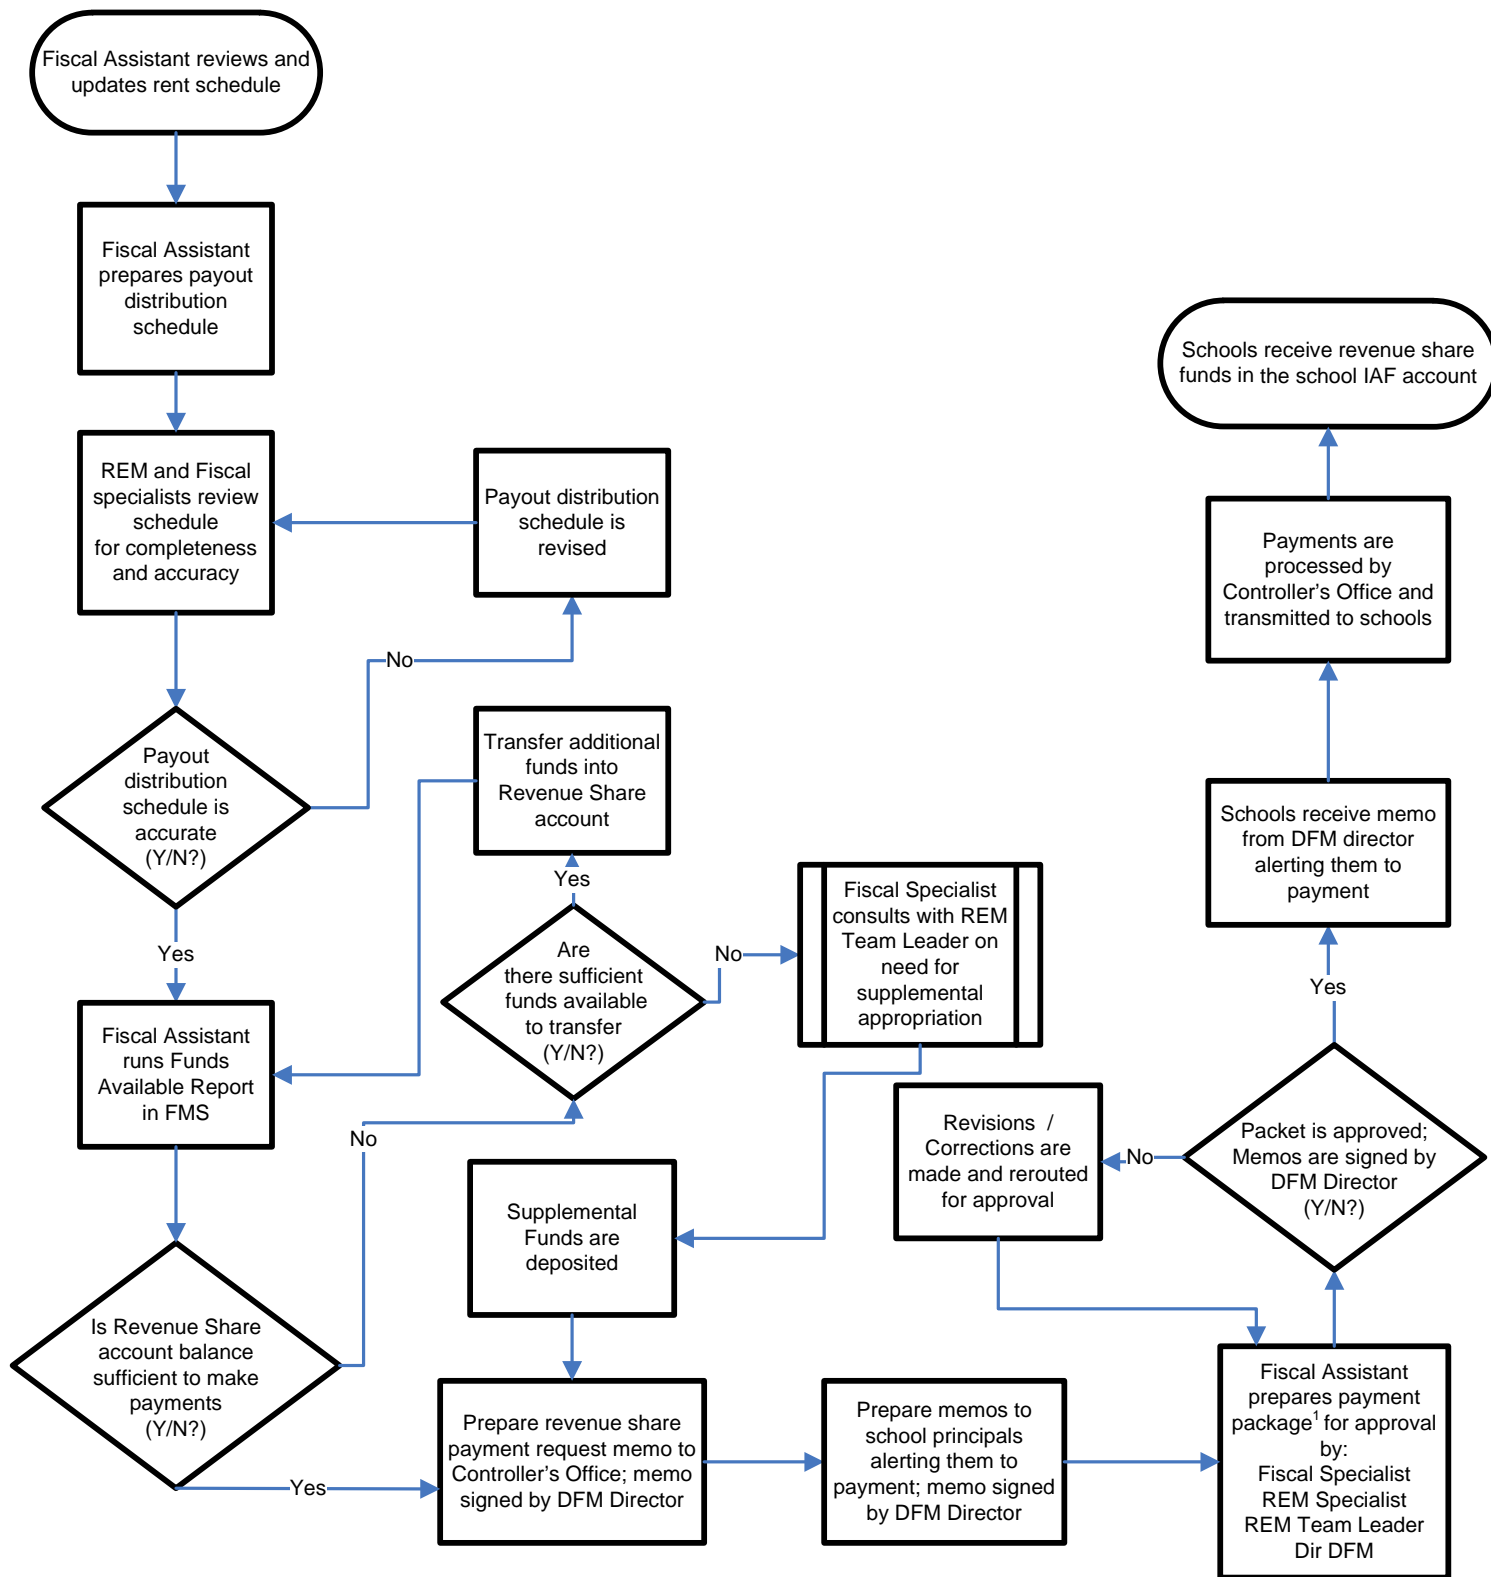 Fiscal Assistant reviews and
updates rent schedule
Fiscal Assistant
prepares payout
distribution
schedule
REM and Fiscal
specialists review
schedule
for completeness
and accuracy
Payout distribution
schedule is
revised
No
Payout
distribution
schedule is
accurate
(Y/N?)
Yes
Fiscal Assistant
runs Funds
Available Report
in FMS
Transfer additional
funds into
Revenue Share
account
Yes
Are
there sufficient
funds available
to transfer
(Y/N?)
No
Fiscal Specialist
consults with REM
Team Leader on
need for
supplemental
appropriation
No
Is Revenue Share
account balance
sufficient to make
payments
(Y/N?)
Yes
Supplemental
Funds are
deposited
Prepare revenue share
payment request memo to
Controller’s Office; memo
signed by DFM Director
Prepare memos to
school principals
alerting them to
payment; memo signed
by DFM Director
Fiscal Assistant
prepares payment
package¹ for approval
by:
Fiscal Specialist
REM Specialist
REM Team Leader
Dir DFM
Revisions /
Corrections are
made and rerouted
for approval
No
Packet is approved;
Memos are signed by
DFM Director
(Y/N?)
Yes
Schools receive memo
from DFM director
alerting them to
payment
Payments are
processed by
Controller’s Office and
transmitted to schools
Schools receive revenue share
funds in the school IAF account